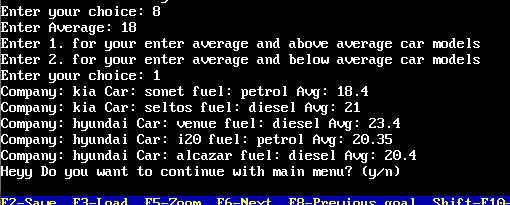 Enter your choice: 8
Enter Average: 18
Enter 1. for your enter average and above average car models
Enter 2. for your enter average and below average car models
Enter your choice: 1
Company: kia Car: sonet fuel: petrol Avg: 18.4
Company: kia Car: seltos fuel: diesel Avg: 21
Company: hyundai Car: venue fuel: diesel Avg: 23.4
Company: hyundai Car: i20 fuel: petrol Avg: 20.35
Company: hyundai Car: alcazar fuel: diesel Avg: 20.4
Heyy Do you want to continue with main menu? (y/n)
F2-Save F3-Load F5-Zoom F6-Next F8-Previous goal Shift-F10-